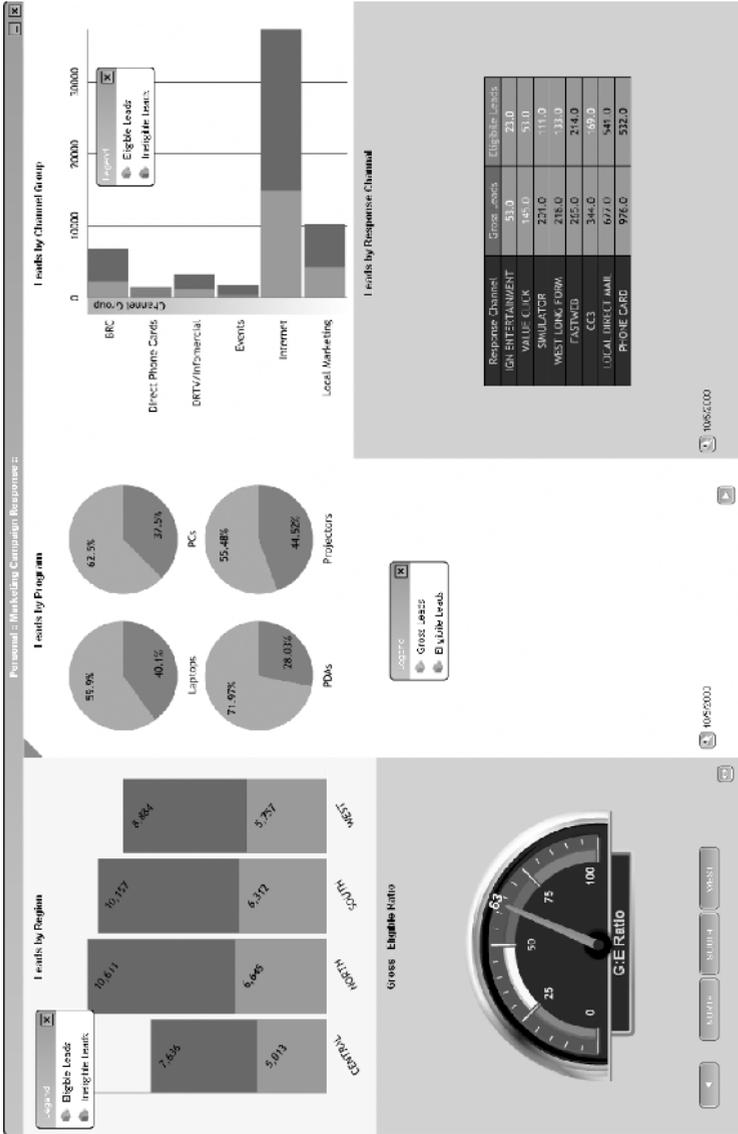 Personal :: Marketing Campaign Response ::
Leads by Region
Legend
Eligible Leads
Ineligible Leads
7,636
10,611
10,157
8,884
5,013
6,645
6,312
5,757
CENTRAL
NORTH
SOUTH
WEST
Leads by Program
59.9%
40.1%
62.5%
37.5%
Laptops
PCs
71.97%
28.03%
55.48%
44.52%
PDAs
Projectors
Legend
Gross Leads
Eligibile Leads
Leads by Channel Group
30000
20000
10000
0
Legend
Eligible Leads
Ineligible Leads
Channel Group
BRC
Direct Phone Cards
DRTV/Infomercial
Events
Internet
Local Marketing
Gross Eligible Ratio
0
25
50
63
75
100
G:E Ratio
NORTH
SOUTH
WEST
10/5/2000
Leads by Response Channel
Response Channel Gross Leads Eligibile Leads
IGN ENTERTAINMENT 53.0 23.0
VALUE CLICK 145.0 53.0
SIMULATOR 201.0 111.0
WEST LONG FORM 216.0 133.0
FASTWEB 265.0 214.0
CC3 344.0 169.0
LOCAL DIRECT MAIL 677.0 541.0
PHONE CARD 976.0 532.0
10/5/2000